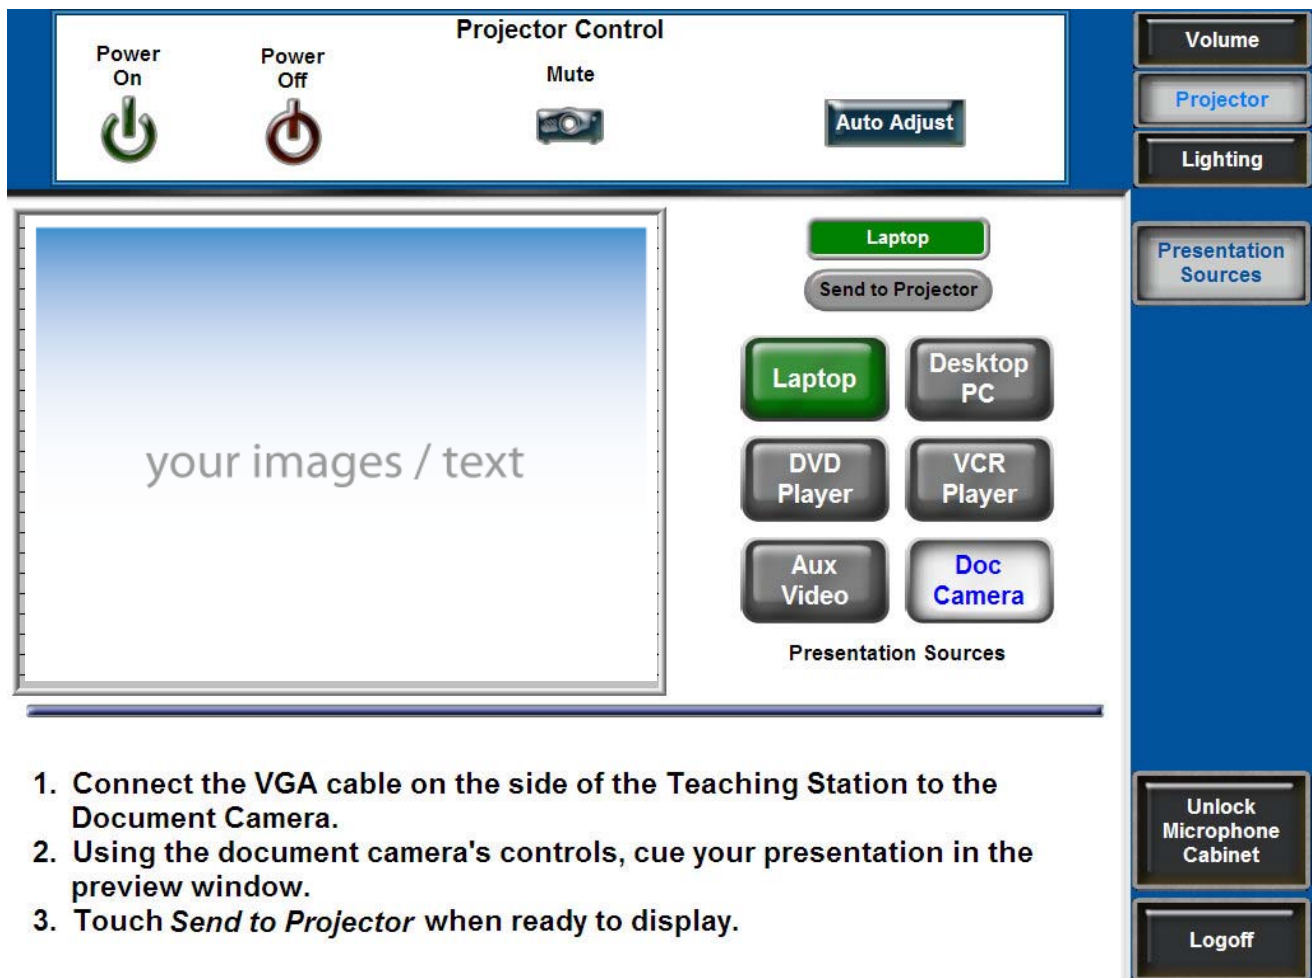 Projector Control
Power
On
Power
Off
Mute
Auto Adjust
Volume
Projector
Lighting
Presentation
Sources
your images / text
Laptop
Send to Projector
Laptop
Desktop
PC
DVD
Player
VCR
Player
Aux
Video
Doc
Camera
Presentation Sources
1. Connect the VGA cable on the side of the Teaching Station to the
Document Camera.
2. Using the document camera's controls, cue your presentation in the
preview window.
3. Touch Send to Projector when ready to display.
Unlock
Microphone
Cabinet
Logoff